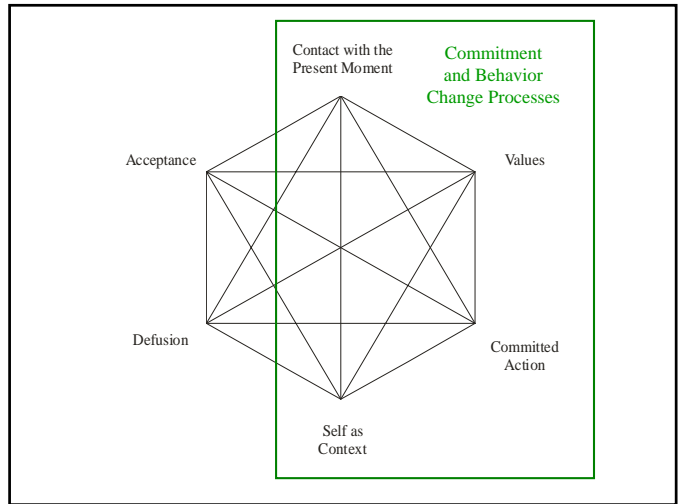 Contact with the
Present Moment
Commitment
and Behavior
Change Processes
Acceptance
Values
Defusion
Committed
Action
Self as
Context